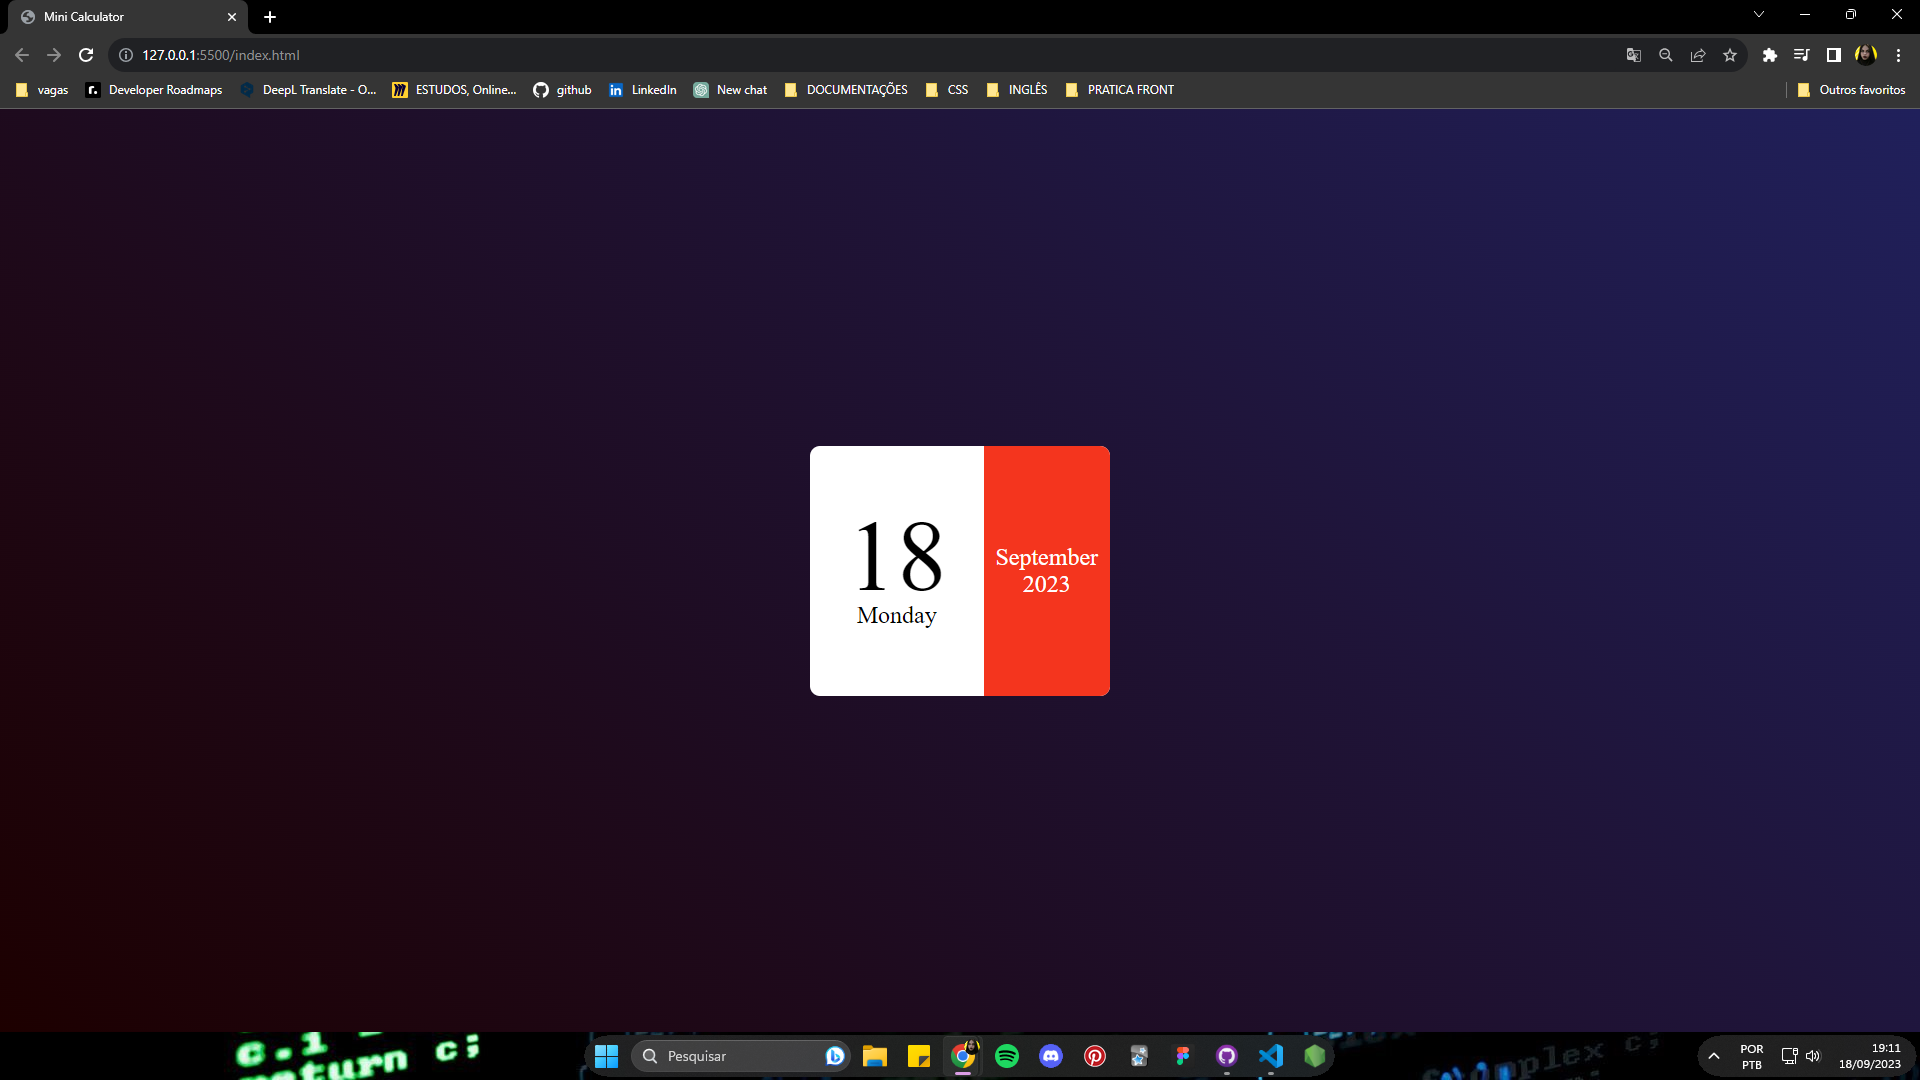 Mini Calculator
127.0.0.1:5500/index.html
vagas
Developer Roadmaps
DeepL Translate - O...
ESTUDOS, Online...
github
LinkedIn
New chat
DOCUMENTAÇÕES
CSS
INGLÊS
PRATICA FRONT
Outros favoritos
18
Monday
September
2023
c.i
return c;
Pesquisar
complex c;
POR
PTB
19:11
18/09/2023